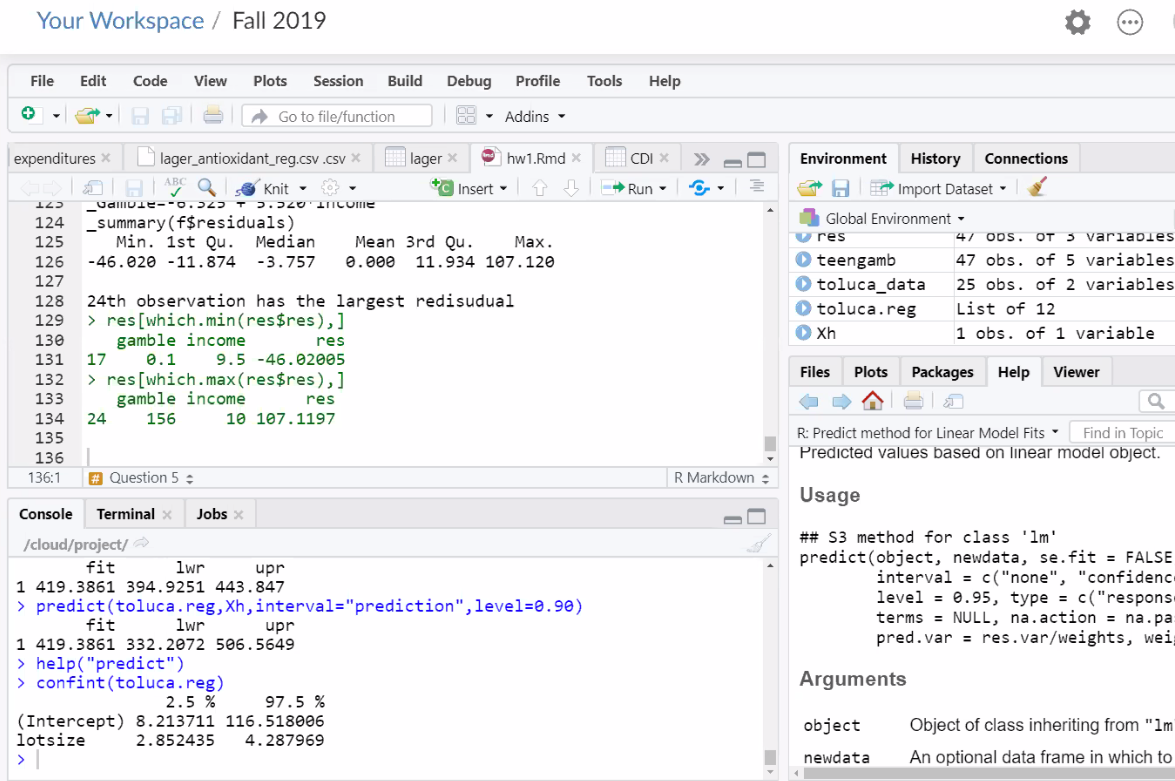 Your Workspace / Fall 2019
File Edit Code View Plots Session Build Debug Profile Tools Help
Go to file/function Addins
expenditures lager_antioxidant_reg.csv .csv lager hw1.Rmd CDI
ABC Knit Insert Run
123 _Gamble=-6.325 + 5.520*income
124 _summary(f$residuals)
125 Min. 1st Qu. Median Mean 3rd Qu. Max.
126 -46.020 -11.874 -3.757 0.000 11.934 107.120
127
128 24th observation has the largest redisudual
129 > res[which.min(res$res),]
130 gamble income res
131 17 0.1 9.5 -46.02005
132 > res[which.max(res$res),]
133 gamble income res
134 24 156 10 107.1197
135
136
136:1 # Question 5 R Markdown
Console Terminal Jobs
/cloud/project/
fit lwr upr
1 419.3861 394.9251 443.847
> predict(toluca.reg,Xh,interval="prediction",level=0.90)
fit lwr upr
1 419.3861 332.2072 506.5649
> help("predict")
> confint(toluca.reg)
2.5 % 97.5 %
(Intercept) 8.213711 116.518006
lotsize 2.852435 4.287969
>
Environment History Connections
Import Dataset
Global Environment
res 47 obs. of 3 variables
teengamb 47 obs. of 5 variables
toluca_data 25 obs. of 2 variables
toluca.reg List of 12
Xh 1 obs. of 1 variable
Files Plots Packages Help Viewer
R: Predict method for Linear Model Fits Find in Topic
Predicted values based on linear model object.
Usage
## S3 method for class 'lm'
predict(object, newdata, se.fit = FALSE
interval = c("none", "confidenc
level = 0.95, type = c("respons
terms = NULL, na.action = na.pa
pred.var = res.var/weights, wei
Arguments
object Object of class inheriting from "lm
newdata An optional data frame in which to